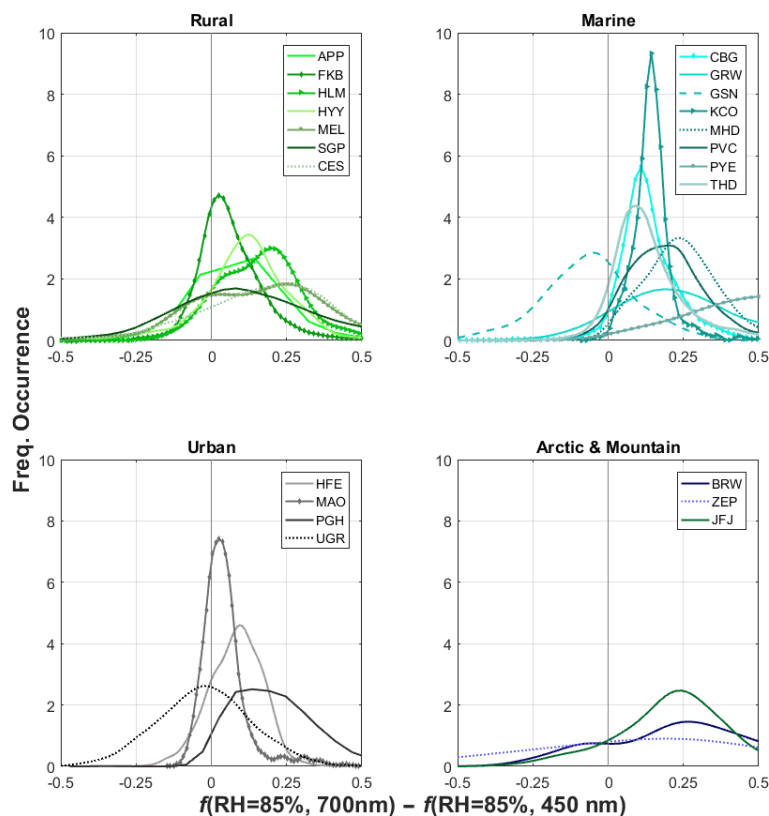 Rural
10
8
6
4
2
0
-0.5
-0.25
0
0.25
0.5
APP
FKB
HLM
HYY
MEL
SGP
CES
Marine
10
8
6
4
2
0
-0.5
-0.25
0
0.25
0.5
CBG
GRW
GSN
KCO
MHD
PVC
PYE
THD
Freq. Occurrence
Urban
10
8
6
4
2
0
-0.5
-0.25
0
0.25
0.5
HFE
MAO
PGH
UGR
Arctic & Mountain
10
8
6
4
2
0
-0.5
-0.25
0
0.25
0.5
BRW
ZEP
JFJ
f(RH=85%, 700nm) − f(RH=85%, 450 nm)